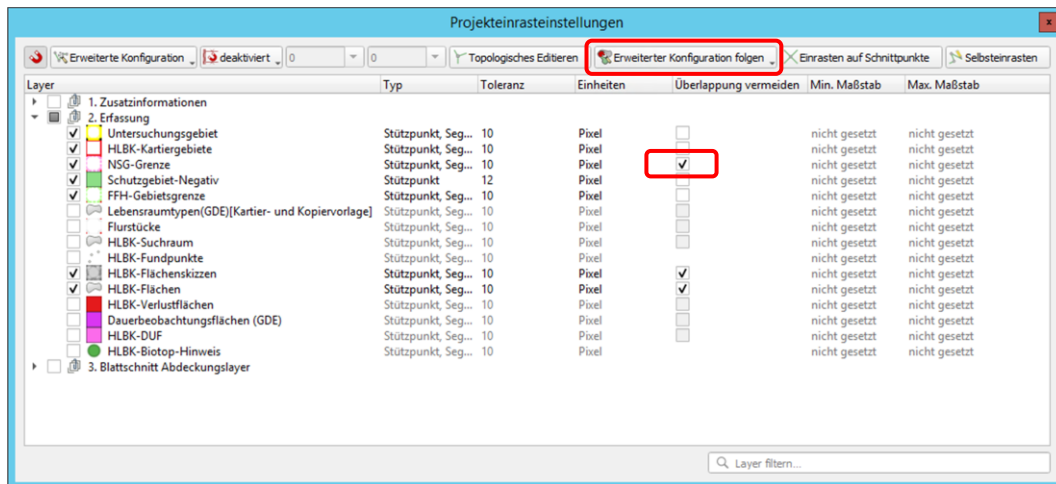 Projekteinrasteinstellungen
x
Erweiterte Konfiguration deaktiviert 0 0 Topologisches Editieren Erweiterter Konfiguration folgen Einrasten auf Schnittpunkte Selbsteinrasten
Layer Typ Toleranz Einheiten Überlappung vermeiden Min. Maßstab Max. Maßstab
1. Zusatzinformationen
2. Erfassung
Untersuchungsgebiet Stützpunkt, Seg... 10 Pixel nicht gesetzt nicht gesetzt
HLBK-Kartiergebiete Stützpunkt, Seg... 10 Pixel nicht gesetzt nicht gesetzt
NSG-Grenze Stützpunkt, Seg... 10 Pixel nicht gesetzt nicht gesetzt
Schutzgebiet-Negativ Stützpunkt 12 Pixel nicht gesetzt nicht gesetzt
FFH-Gebietsgrenze Stützpunkt, Seg... 10 Pixel nicht gesetzt nicht gesetzt
Lebensraumtypen(GDE)[Kartier- und Kopiervorlage] Stützpunkt, Seg... 10 Pixel nicht gesetzt nicht gesetzt
Flurstücke Stützpunkt, Seg... 10 Pixel nicht gesetzt nicht gesetzt
HLBK-Suchraum Stützpunkt, Seg... 10 Pixel nicht gesetzt nicht gesetzt
HLBK-Fundpunkte Stützpunkt, Seg... 10 Pixel nicht gesetzt nicht gesetzt
HLBK-Flächenskizzen Stützpunkt, Seg... 10 Pixel nicht gesetzt nicht gesetzt
HLBK-Flächen Stützpunkt, Seg... 10 Pixel nicht gesetzt nicht gesetzt
HLBK-Verlustflächen Stützpunkt, Seg... 10 Pixel nicht gesetzt nicht gesetzt
Dauerbeobachtungsflächen (GDE) Stützpunkt, Seg... 10 Pixel nicht gesetzt nicht gesetzt
HLBK-DUF Stützpunkt, Seg... 10 Pixel nicht gesetzt nicht gesetzt
HLBK-Biotop-Hinweis Stützpunkt, Seg... 10 Pixel nicht gesetzt nicht gesetzt
3. Blattschnitt Abdeckungslayer
Layer filtern...